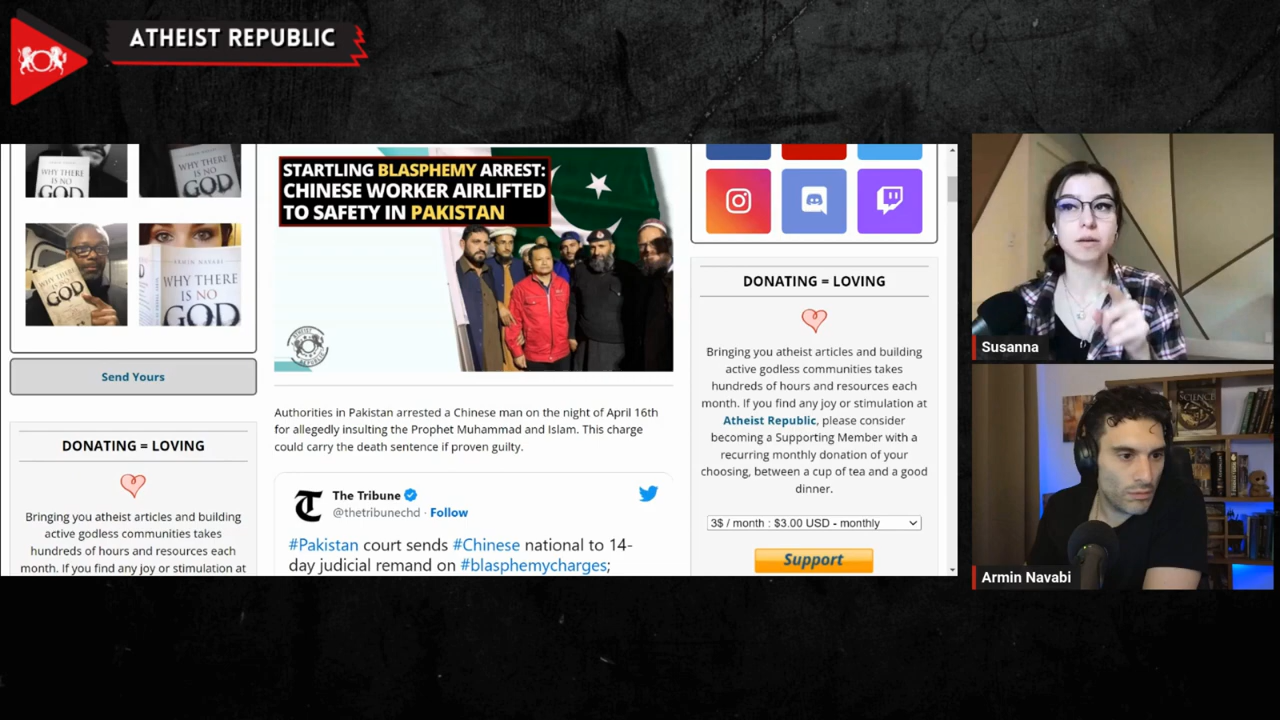 ATHEIST REPUBLIC
WHY THERE
IS NO
GOD
WHY THERE
IS NO
GOD
GOD
ARMIN NAVABI
WHY THERE
IS NO
GOD
Send Yours
DONATING = LOVING
Bringing you atheist articles and building
active godless communities takes
hundreds of hours and resources each
month. If you find any joy or stimulation at
STARTLING BLASPHEMY ARREST:
CHINESE WORKER AIRLIFTED
TO SAFETY IN PAKISTAN
ATHEIST
REPUBLIC
Authorities in Pakistan arrested a Chinese man on the night of April 16th
for allegedly insulting the Prophet Muhammad and Islam. This charge
could carry the death sentence if proven guilty.
The Tribune
@thetribunechd · Follow
#Pakistan court sends #Chinese national to 14-
day judicial remand on #blasphemycharges;
DONATING = LOVING
Bringing you atheist articles and building
active godless communities takes
hundreds of hours and resources each
month. If you find any joy or stimulation at
Atheist Republic, please consider
becoming a Supporting Member with a
recurring monthly donation of your
choosing, between a cup of tea and a good
dinner.
3$ / month : $3.00 USD - monthly
Support
Susanna
SCIENCE
Armin Navabi